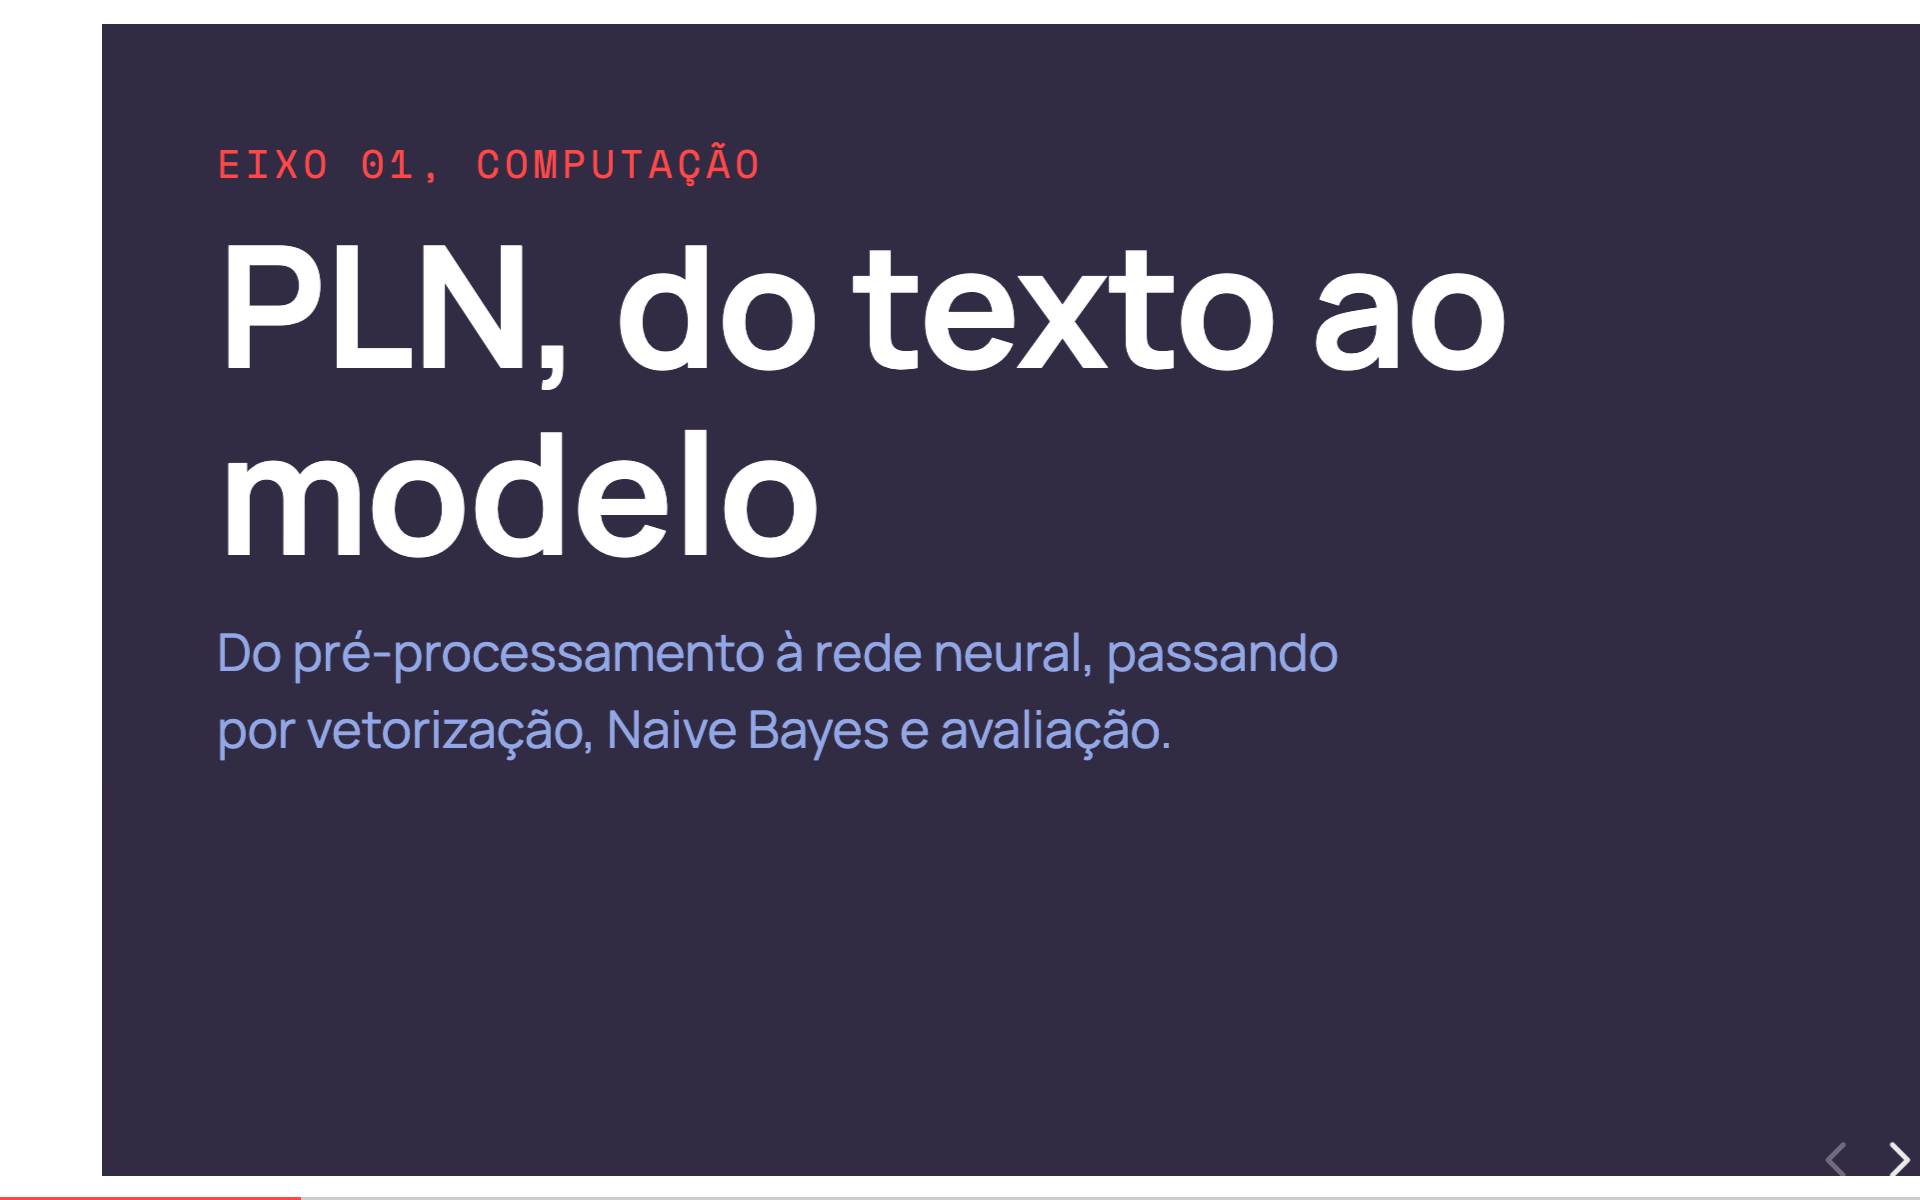 EIXO 01, COMPUTAÇÃO
PLN, do texto ao
modelo
Do pré-processamento à rede neural, passando
por vetorização, Naive Bayes e avaliação.